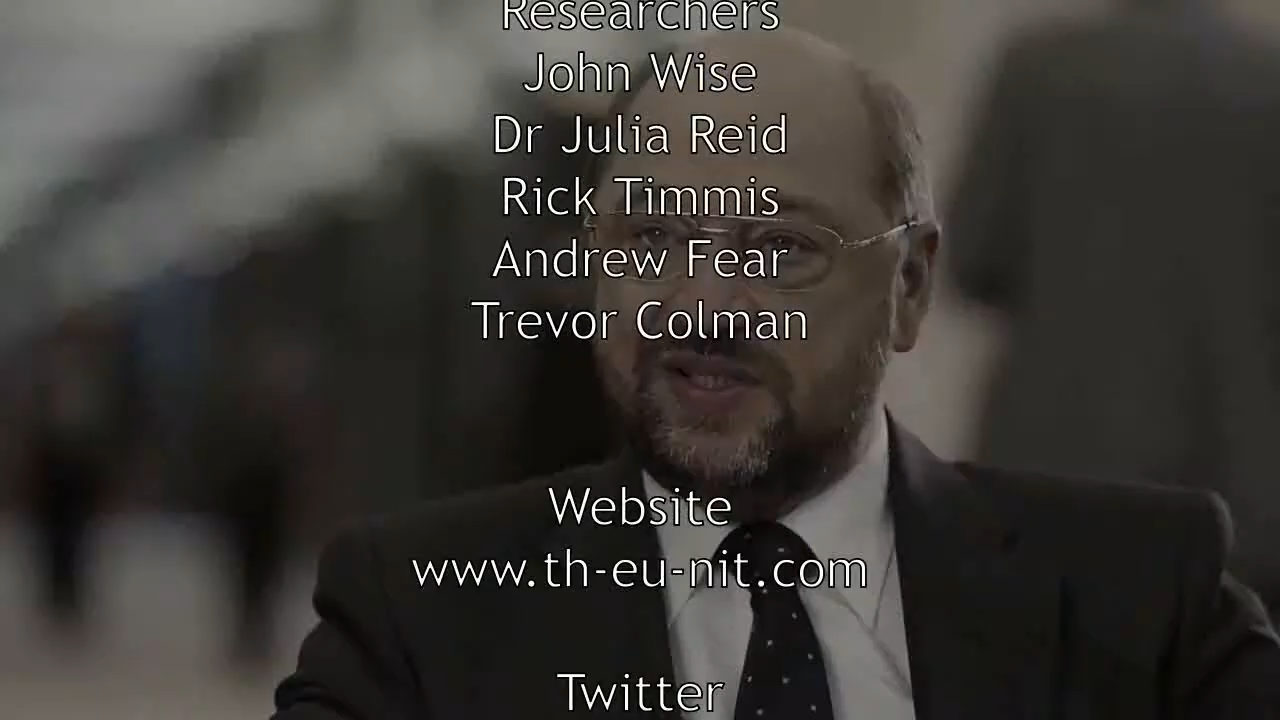 Researchers
John Wise
Dr Julia Reid
Rick Timmis
Andrew Fear
Trevor Colman
Website
www.th-eu-nit.com
Twitter